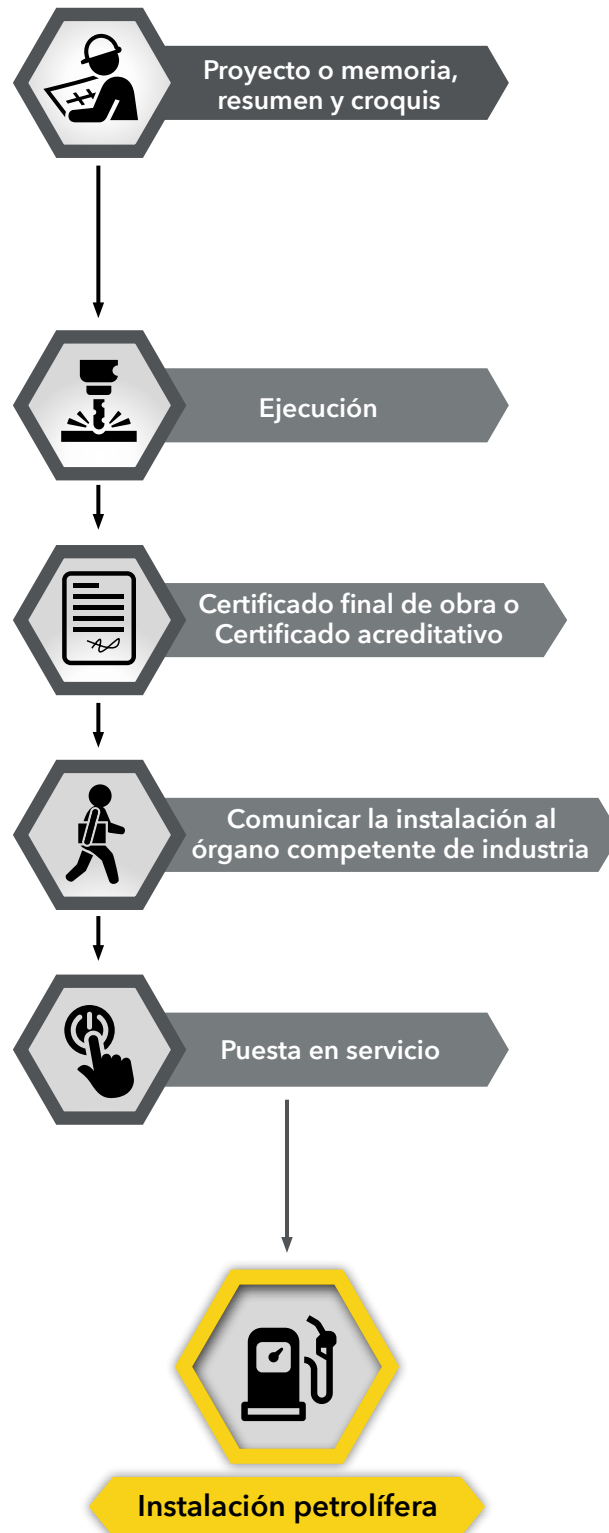 Proyecto o memoria,
resumen y croquis
Ejecución
Certificado final de obra o
Certificado acreditativo
Comunicar la instalación al
órgano competente de industria
Puesta en servicio
Instalación petrolífera